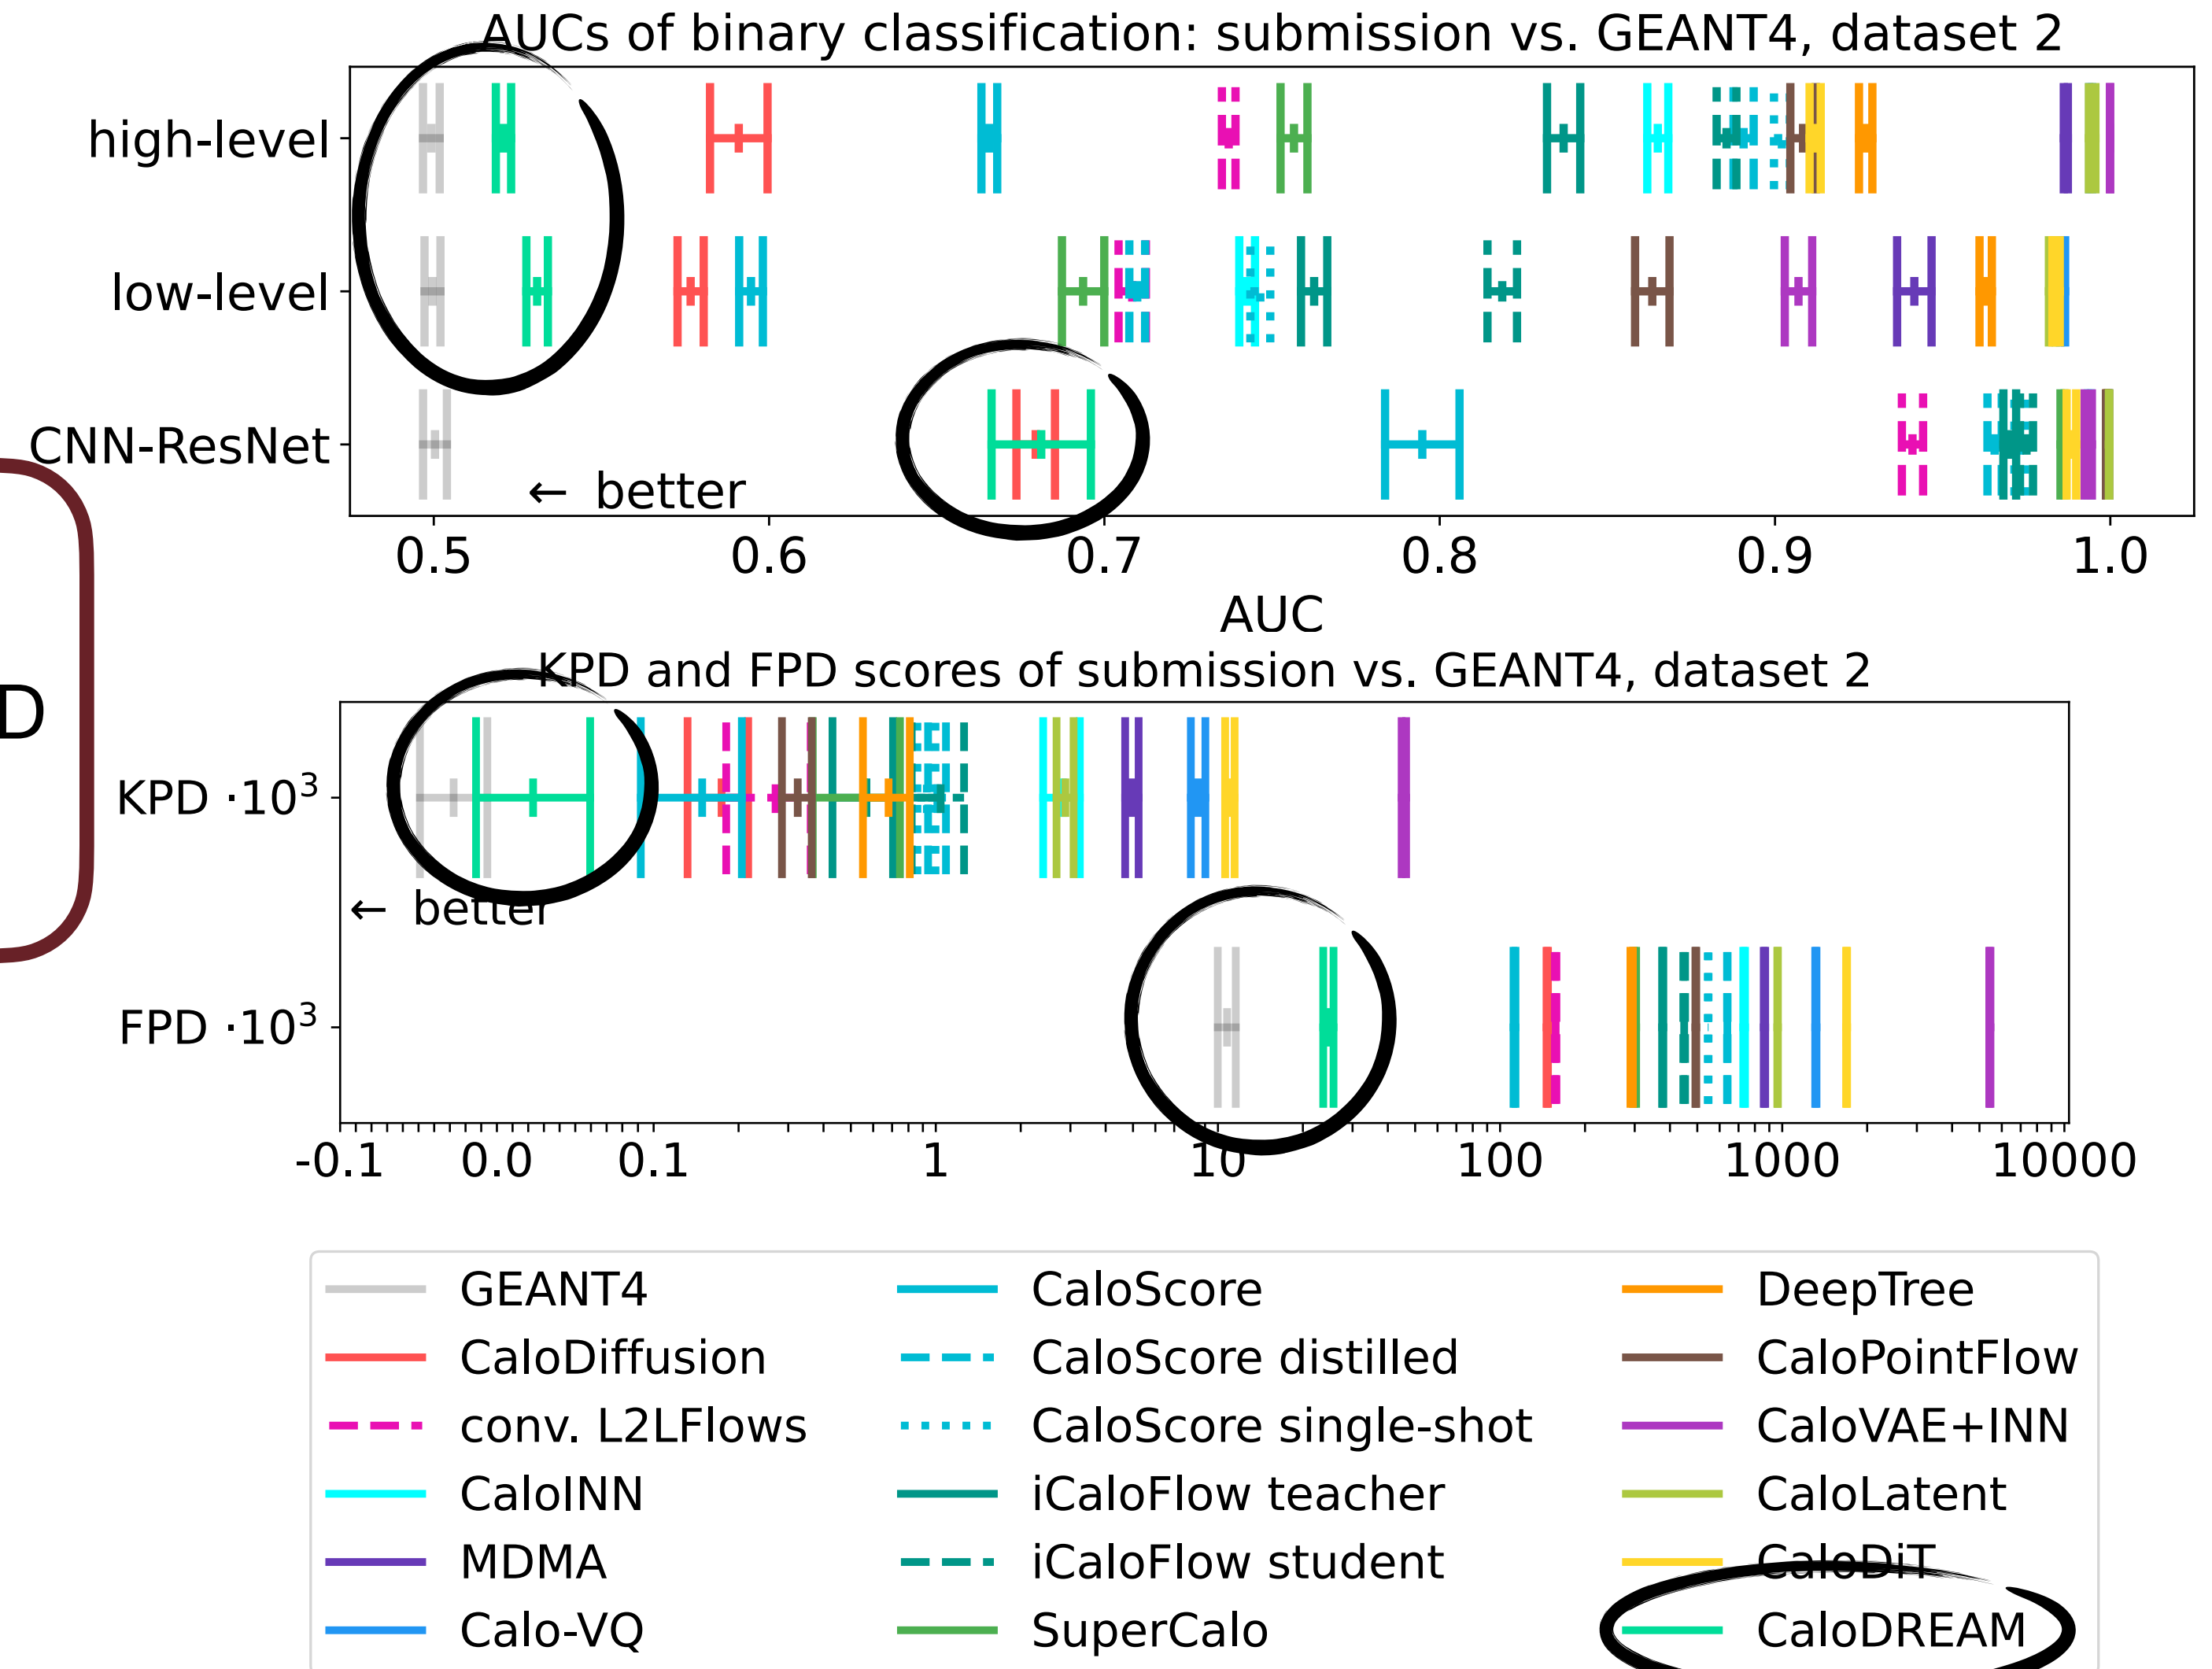 AUCs of binary classification: submission vs. GEANT4, dataset 2
high-level
low-level
CNN-ResNet
← better
0.5 0.6 0.7 0.8 0.9 1.0
AUC
KPD and FPD scores of submission vs. GEANT4, dataset 2
D
KPD ·10³
← better
FPD ·10³
-0.1 0.0 0.1 1 10 100 1000 10000
GEANT4
CaloDiffusion
conv. L2LFlows
CaloINN
MDMA
Calo-VQ
CaloScore
CaloScore distilled
CaloScore single-shot
iCaloFlow teacher
iCaloFlow student
SuperCalo
DeepTree
CaloPointFlow
CaloVAE+INN
CaloLatent
CaloDiT
CaloDREAM